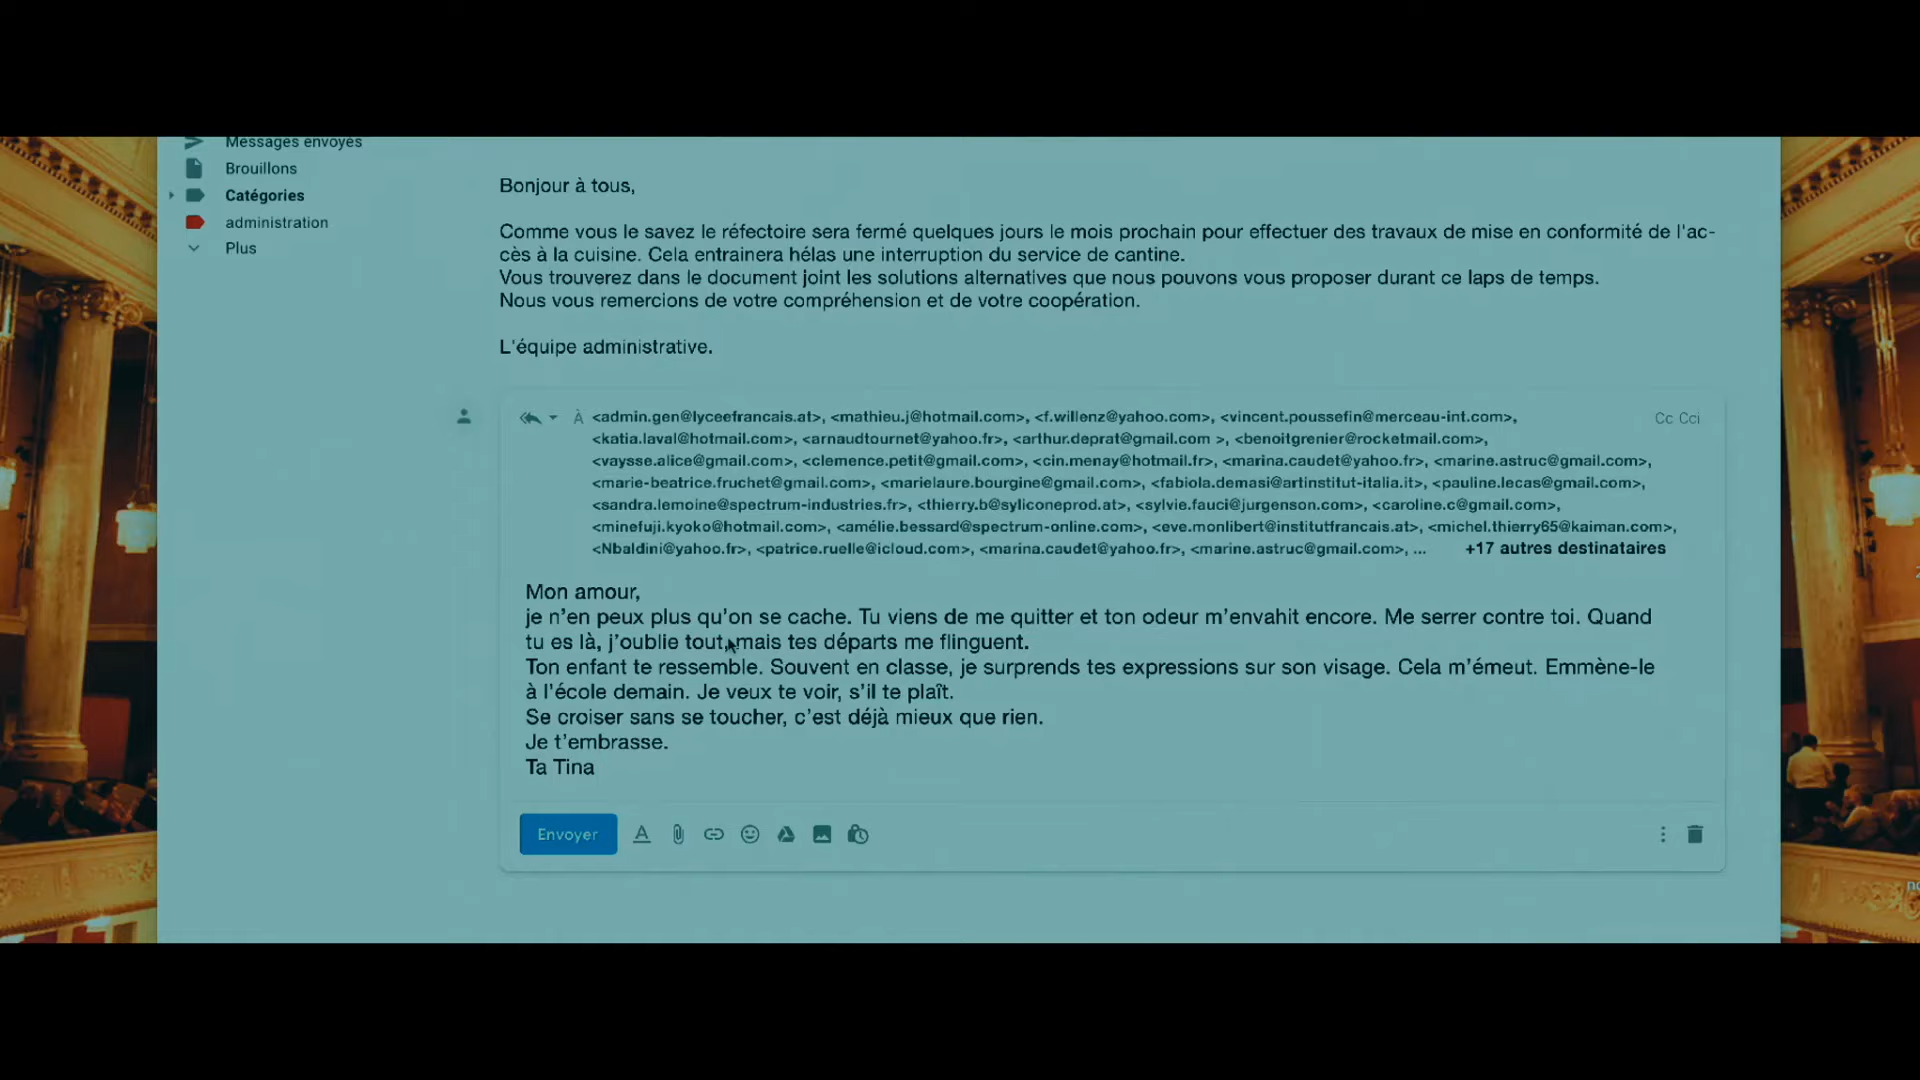 Messages envoyés
Brouillons
Catégories
administration
Plus
Bonjour à tous,
Comme vous le savez le réfectoire sera fermé quelques jours le mois prochain pour effectuer des travaux de mise en conformité de l'ac-
cès à la cuisine. Cela entrainera hélas une interruption du service de cantine.
Vous trouverez dans le document joint les solutions alternatives que nous pouvons vous proposer durant ce laps de temps.
Nous vous remercions de votre compréhension et de votre coopération.
L'équipe administrative.
À <admin.gen@lyceefrancais.at>, <mathieu.j@hotmail.com>, <f.willenz@yahoo.com>, <vincent.poussefin@merceau-int.com>, Cc Cci
<katia.laval@hotmail.com>, <arnaudtournet@yahoo.fr>, <arthur.deprat@gmail.com >, <benoitgrenier@rocketmail.com>,
<vaysse.alice@gmail.com>, <clemence.petit@gmail.com>, <cin.menay@hotmail.fr>, <marina.caudet@yahoo.fr>, <marine.astruc@gmail.com>,
<marie-beatrice.fruchet@gmail.com>, <marielaure.bourgine@gmail.com>, <fabiola.demasi@artinstitut-italia.it>, <pauline.lecas@gmail.com>,
<sandra.lemoine@spectrum-industries.fr>, <thierry.b@syliconeprod.at>, <sylvie.fauci@jurgenson.com>, <caroline.c@gmail.com>,
<minefuji.kyoko@hotmail.com>, <amélie.bessard@spectrum-online.com>, <eve.monlibert@institutfrancais.at>, <michel.thierry65@kaiman.com>,
<Nbaldini@yahoo.fr>, <patrice.ruelle@icloud.com>, <marina.caudet@yahoo.fr>, <marine.astruc@gmail.com>, ... +17 autres destinataires
Mon amour,
je n'en peux plus qu'on se cache. Tu viens de me quitter et ton odeur m'envahit encore. Me serrer contre toi. Quand
tu es là, j'oublie tout, mais tes départs me flinguent.
Ton enfant te ressemble. Souvent en classe, je surprends tes expressions sur son visage. Cela m'émeut. Emmène-le
à l'école demain. Je veux te voir, s'il te plaît.
Se croiser sans se toucher, c'est déjà mieux que rien.
Je t'embrasse.
Ta Tina
Envoyer